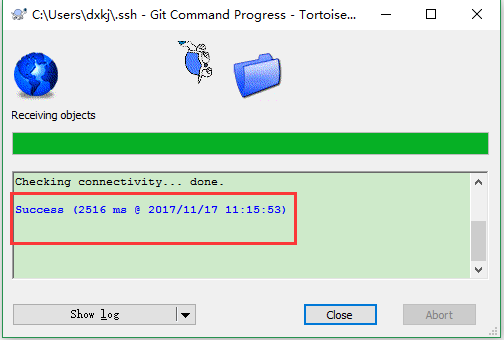 C:\Users\dxkj\.ssh - Git Command Progress - Tortoise...
Receiving objects
Checking connectivity... done.
Success (2516 ms @ 2017/11/17 11:15:53)
Show log
Close
Abort